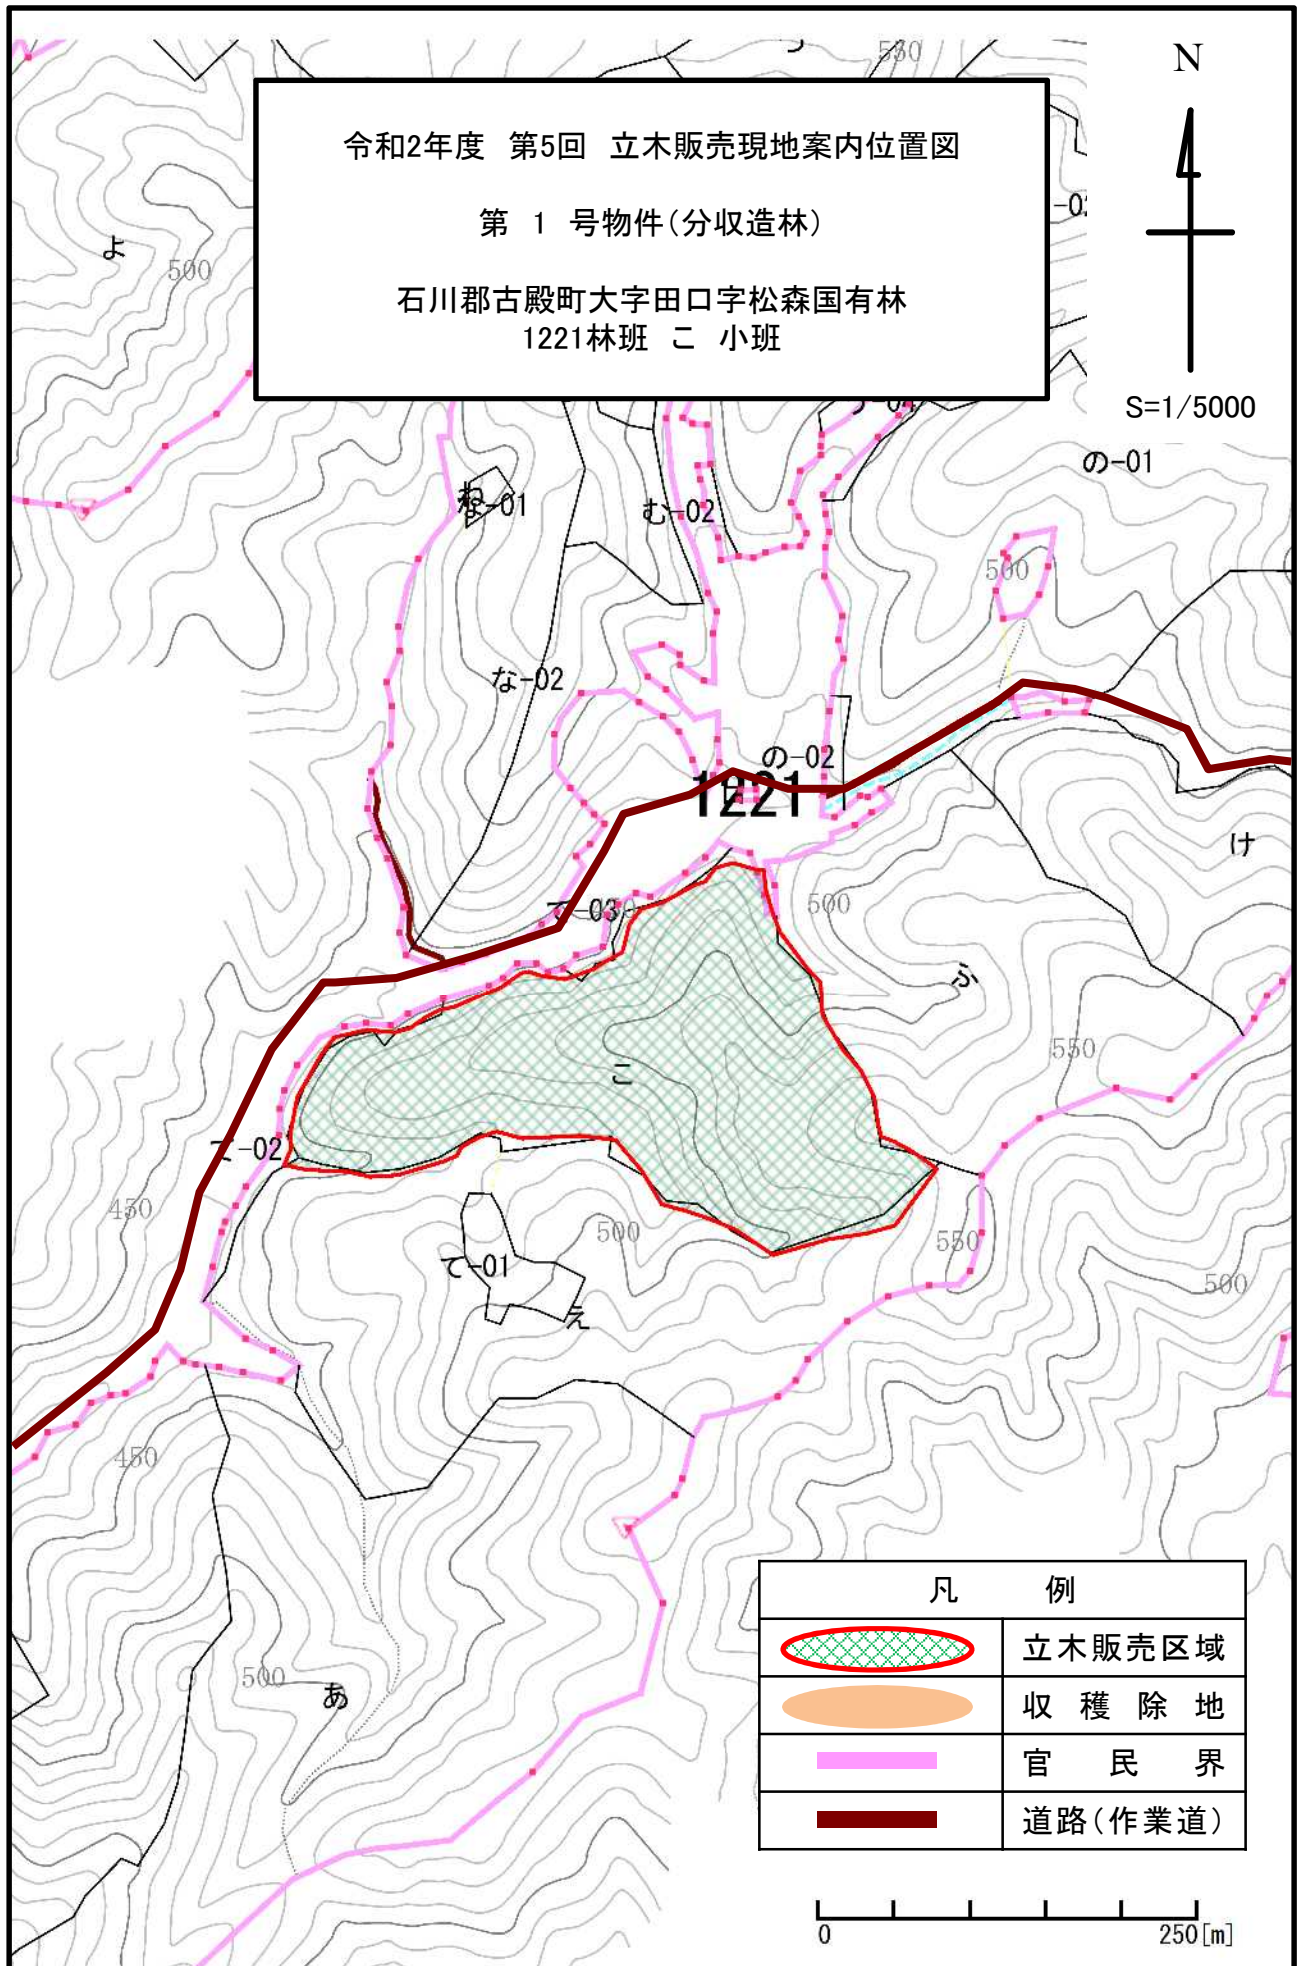 550
N
令和2年度 第5回 立木販売現地案内位置図
第 1 号物件(分収造林)
石川郡古殿町大字田口字松森国有林
1221林班 こ 小班
よ
500
S=1/5000
の-01
な-01
む-02
500
な-02
の-02
1221
け
て-03
500
ふ
550
こ
て-02
450
500
550
て-01
500
え
450
500
あ
凡 例
立木販売区域
収穫除地
官民界
道路(作業道)
0 250[m]